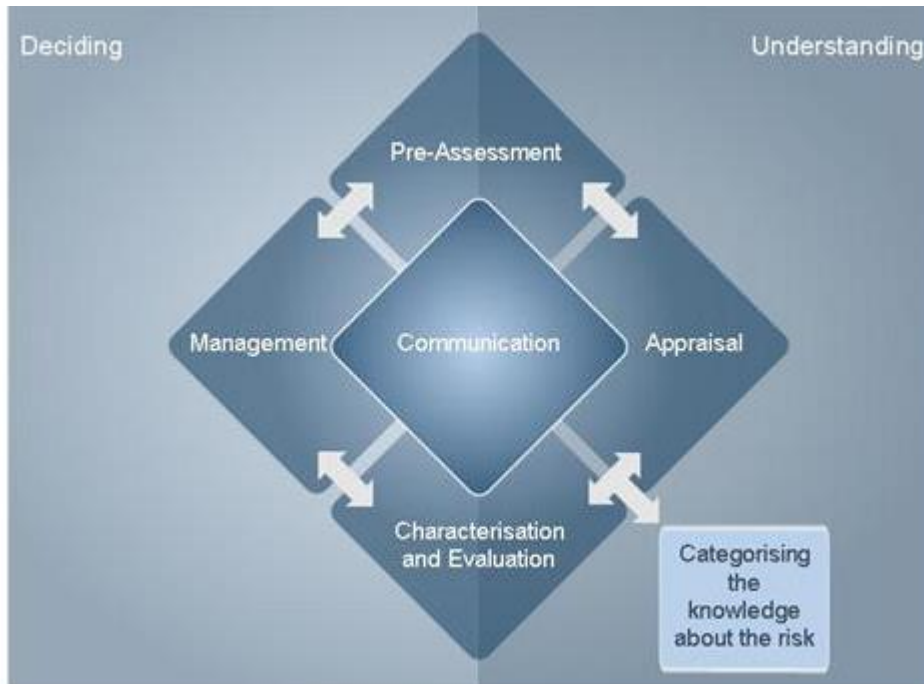 Deciding
Understanding
Pre-Assessment
Management
Communication
Appraisal
Characterisation
and Evaluation
Categorising
the
knowledge
about the risk